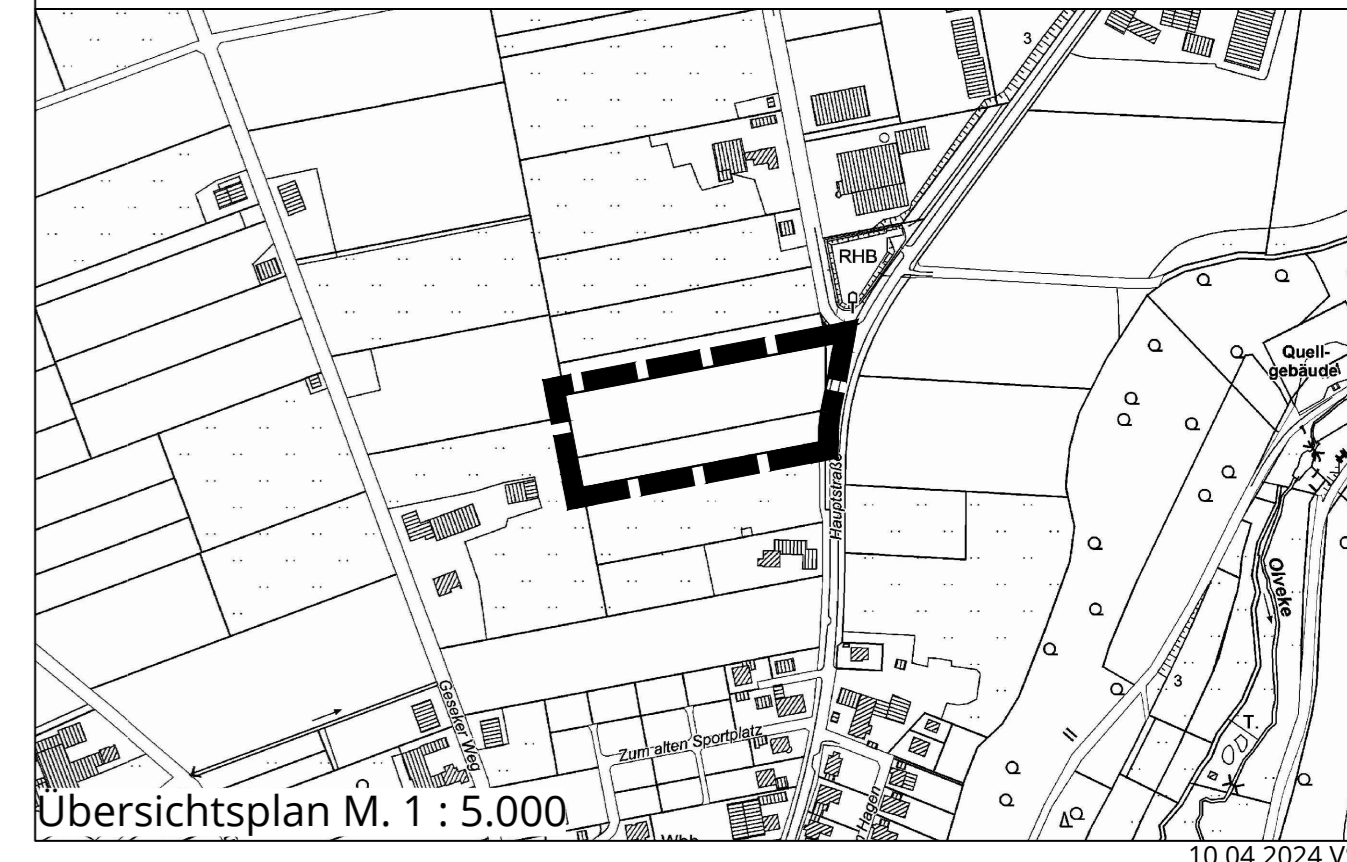 3
RHB
Quell-
gebäude
Hauptstraße
Olveke
3
T.
Geseker Weg
Zum alten Sportplatz
Hagen
Übersichtsplan M. 1 : 5.000
10.04.2024